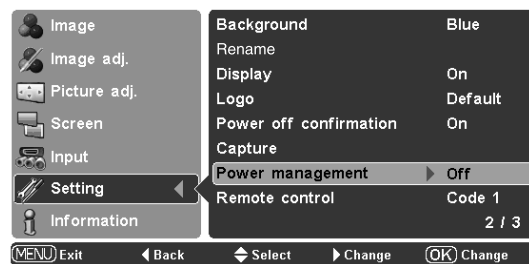 Image
Image adj.
Picture adj.
Screen
Input
Setting
Information
Background Blue
Rename
Display On
Logo Default
Power off confirmation On
Capture
Power management Off
Remote control Code 1
2 / 3
MENU Exit Back Select Change OK Change